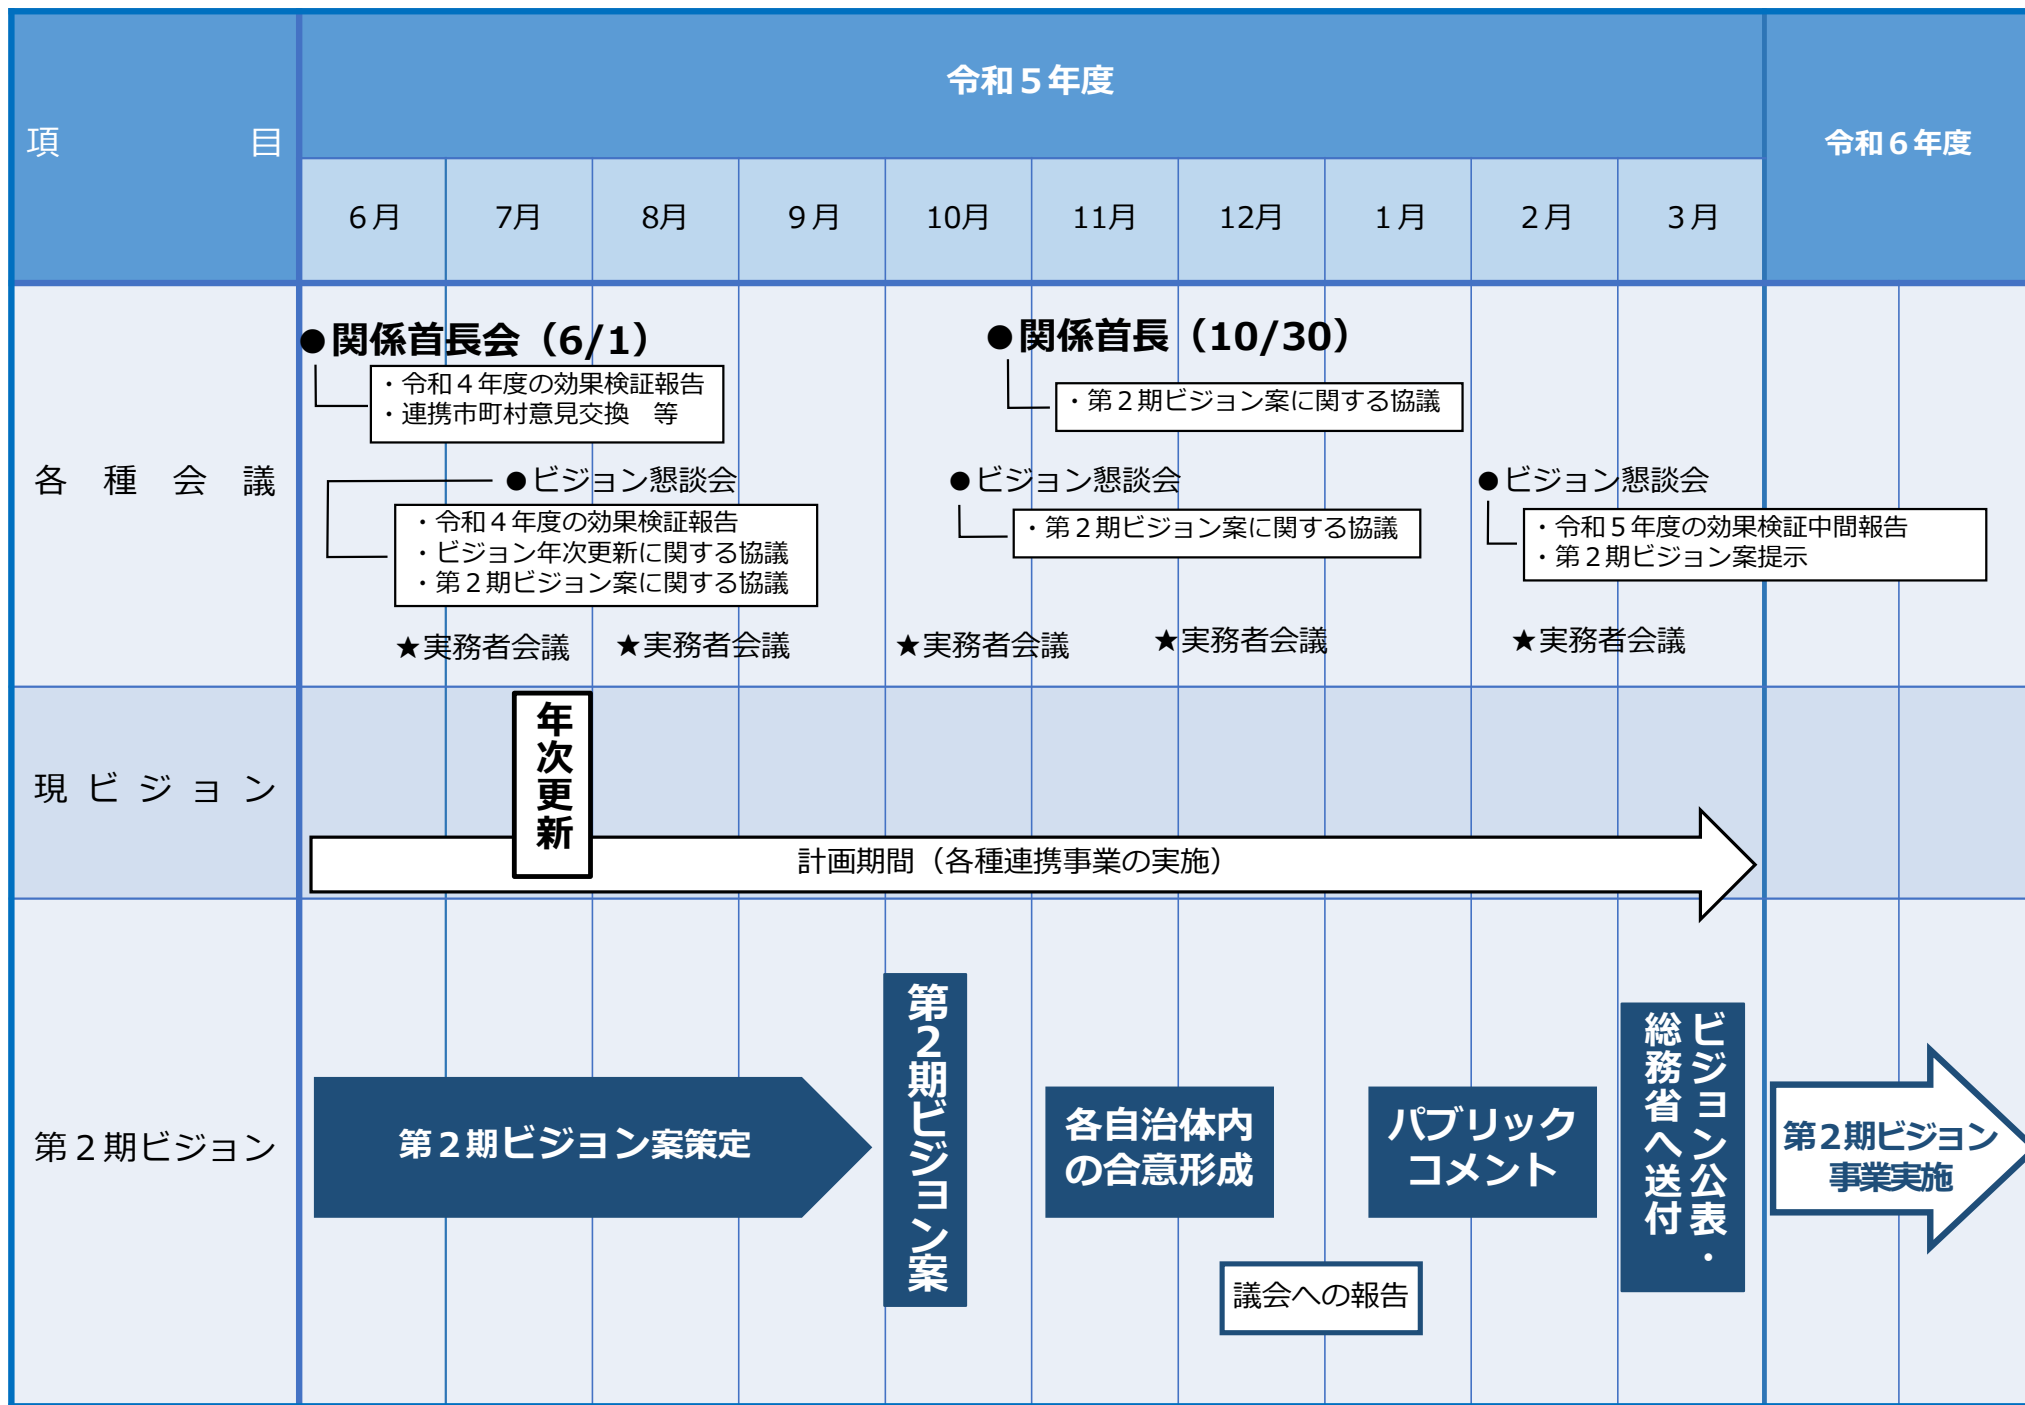 項　目
令和５年度
令和６年度
６月
7月
8月
９月
10月
11月
12月
１月
２月
３月
各種会議
●関係首長会（6/1）
・令和４年度の効果検証報告
・連携市町村意見交換　等
●関係首長（10/30）
・第２期ビジョン案に関する協議
●ビジョン懇談会
・令和４年度の効果検証報告
・ビジョン年次更新に関する協議
・第２期ビジョン案に関する協議
●ビジョン懇談会
・第２期ビジョン案に関する協議
●ビジョン懇談会
・令和５年度の効果検証中間報告
・第２期ビジョン案提示
★実務者会議
★実務者会議
★実務者会議
★実務者会議
★実務者会議
現ビジョン
年次更新
計画期間（各種連携事業の実施）
第２期ビジョン
第２期ビジョン案策定
第２期ビジョン案
各自治体内
の合意形成
議会への報告
パブリック
コメント
ビジョン公表・
総務省へ送付
第２期ビジョン
事業実施